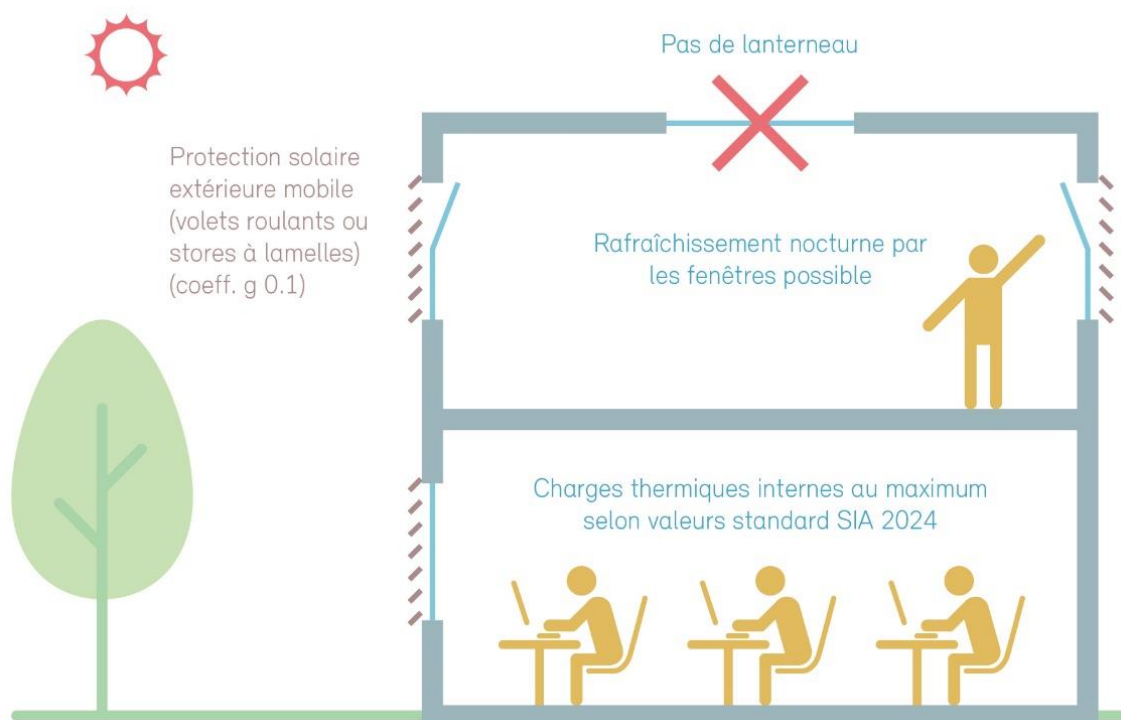 Pas de lanterneau
Protection solaire
extérieure mobile
(volets roulants ou
stores à lamelles)
(coeff. g 0.1)
Rafraîchissement nocturne par
les fenêtres possible
Charges thermiques internes au maximum
selon valeurs standard SIA 2024